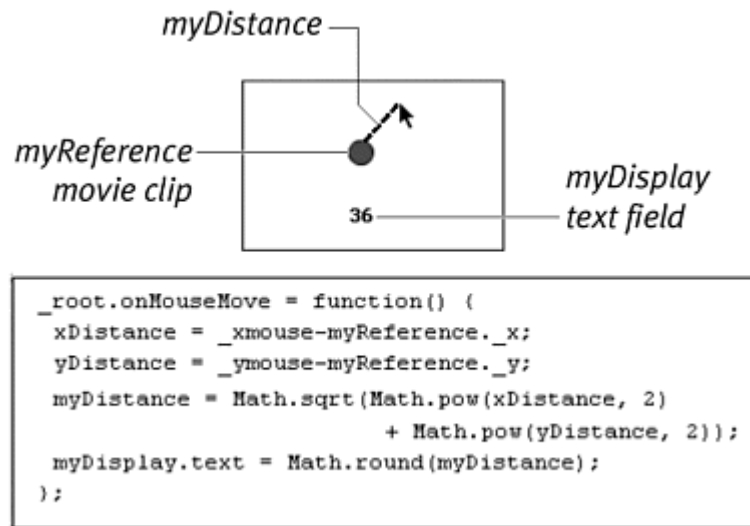 myDistance
myReference
movie clip
myDisplay
text field
36
_root.onMouseMove = function() {
xDistance = _xmouse-myReference._x;
yDistance = _ymouse-myReference._y;
myDistance = Math.sqrt(Math.pow(xDistance, 2)
+ Math.pow(yDistance, 2));
myDisplay.text = Math.round(myDistance);
};